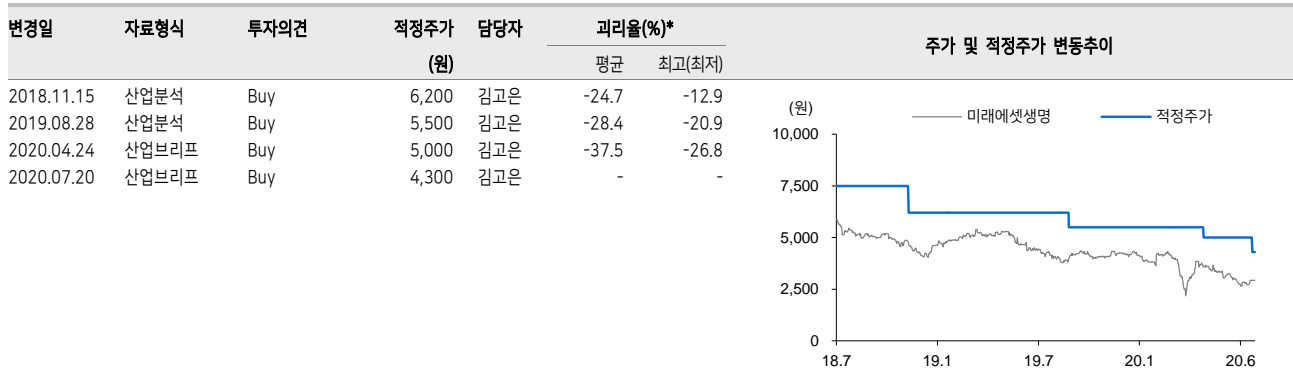 변경일 자료형식 투자의견 적정주가 담당자 괴리율(%)*
(원) 평균 최고(최저)
2018.11.15 산업분석 Buy 6,200 김고은 -24.7 -12.9
2019.08.28 산업분석 Buy 5,500 김고은 -28.4 -20.9
2020.04.24 산업브리프 Buy 5,000 김고은 -37.5 -26.8
2020.07.20 산업브리프 Buy 4,300 김고은 - -
주가 및 적정주가 변동추이
(원)
미래에셋생명 적정주가
10,000
7,500
5,000
2,500
0
18.7 19.1 19.7 20.1 20.6